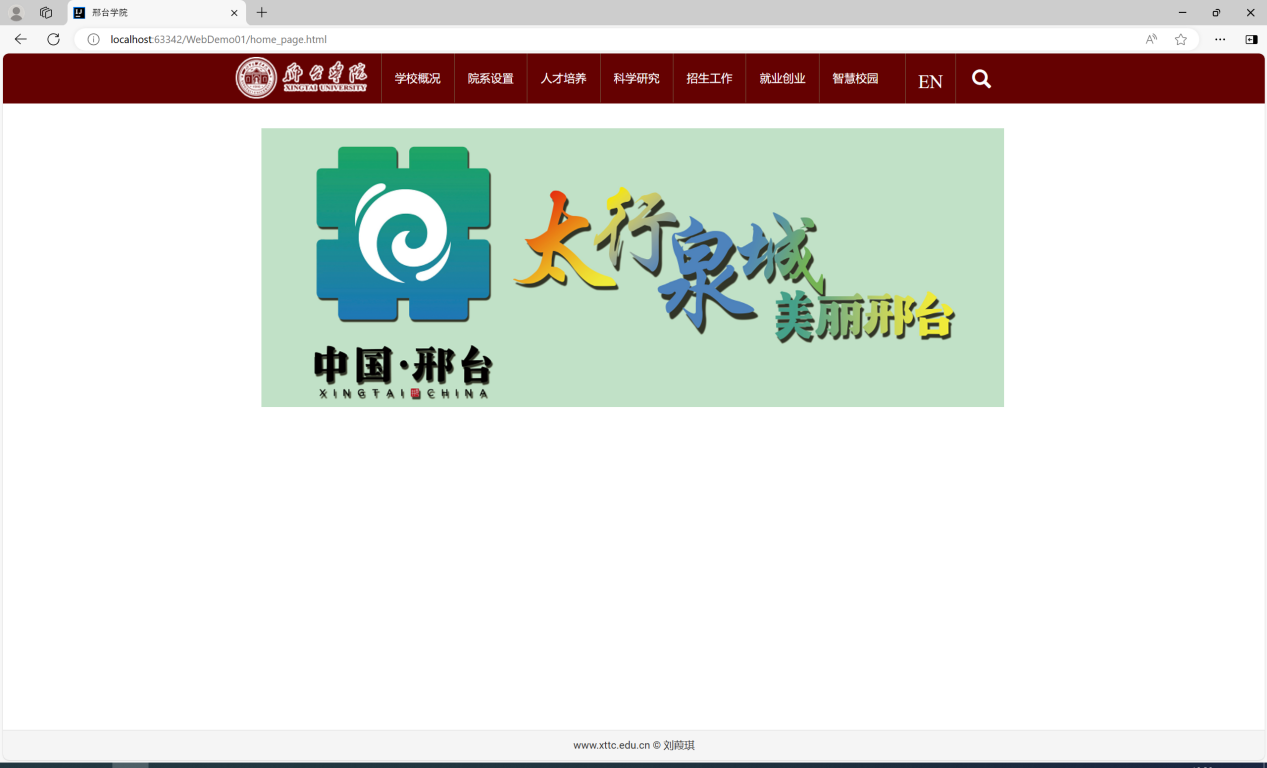 邢台学院
localhost:63342/WebDemo01/home_page.html
邢台学院
XINGTAI UNIVERSITY
学校概况 院系设置 人才培养 科学研究 招生工作 就业创业 智慧校园 EN
太行泉城
美丽邢台
中国·邢台
XINGTAI CHINA
www.xttc.edu.cn © 刘葭琪